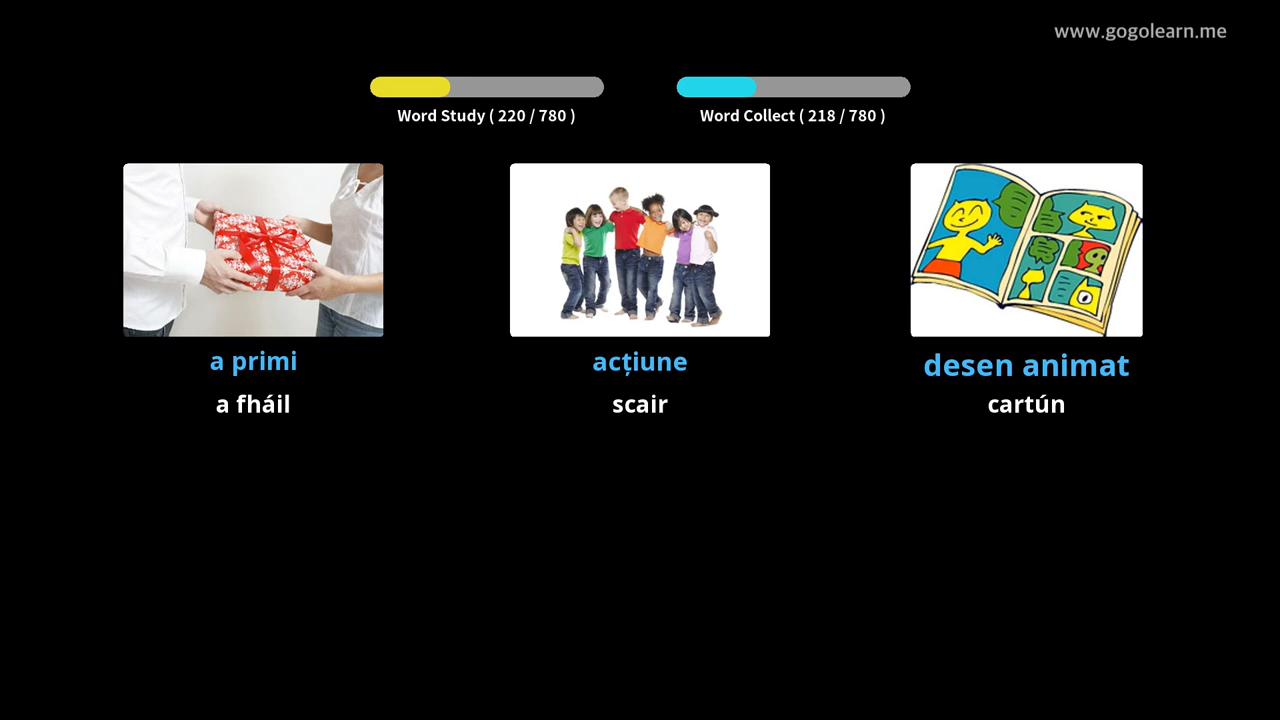 www.gogolearn.me
Word Study ( 220 / 780 )
Word Collect ( 218 / 780 )
a primi
acțiune
desen animat
a fháil
scair
cartún